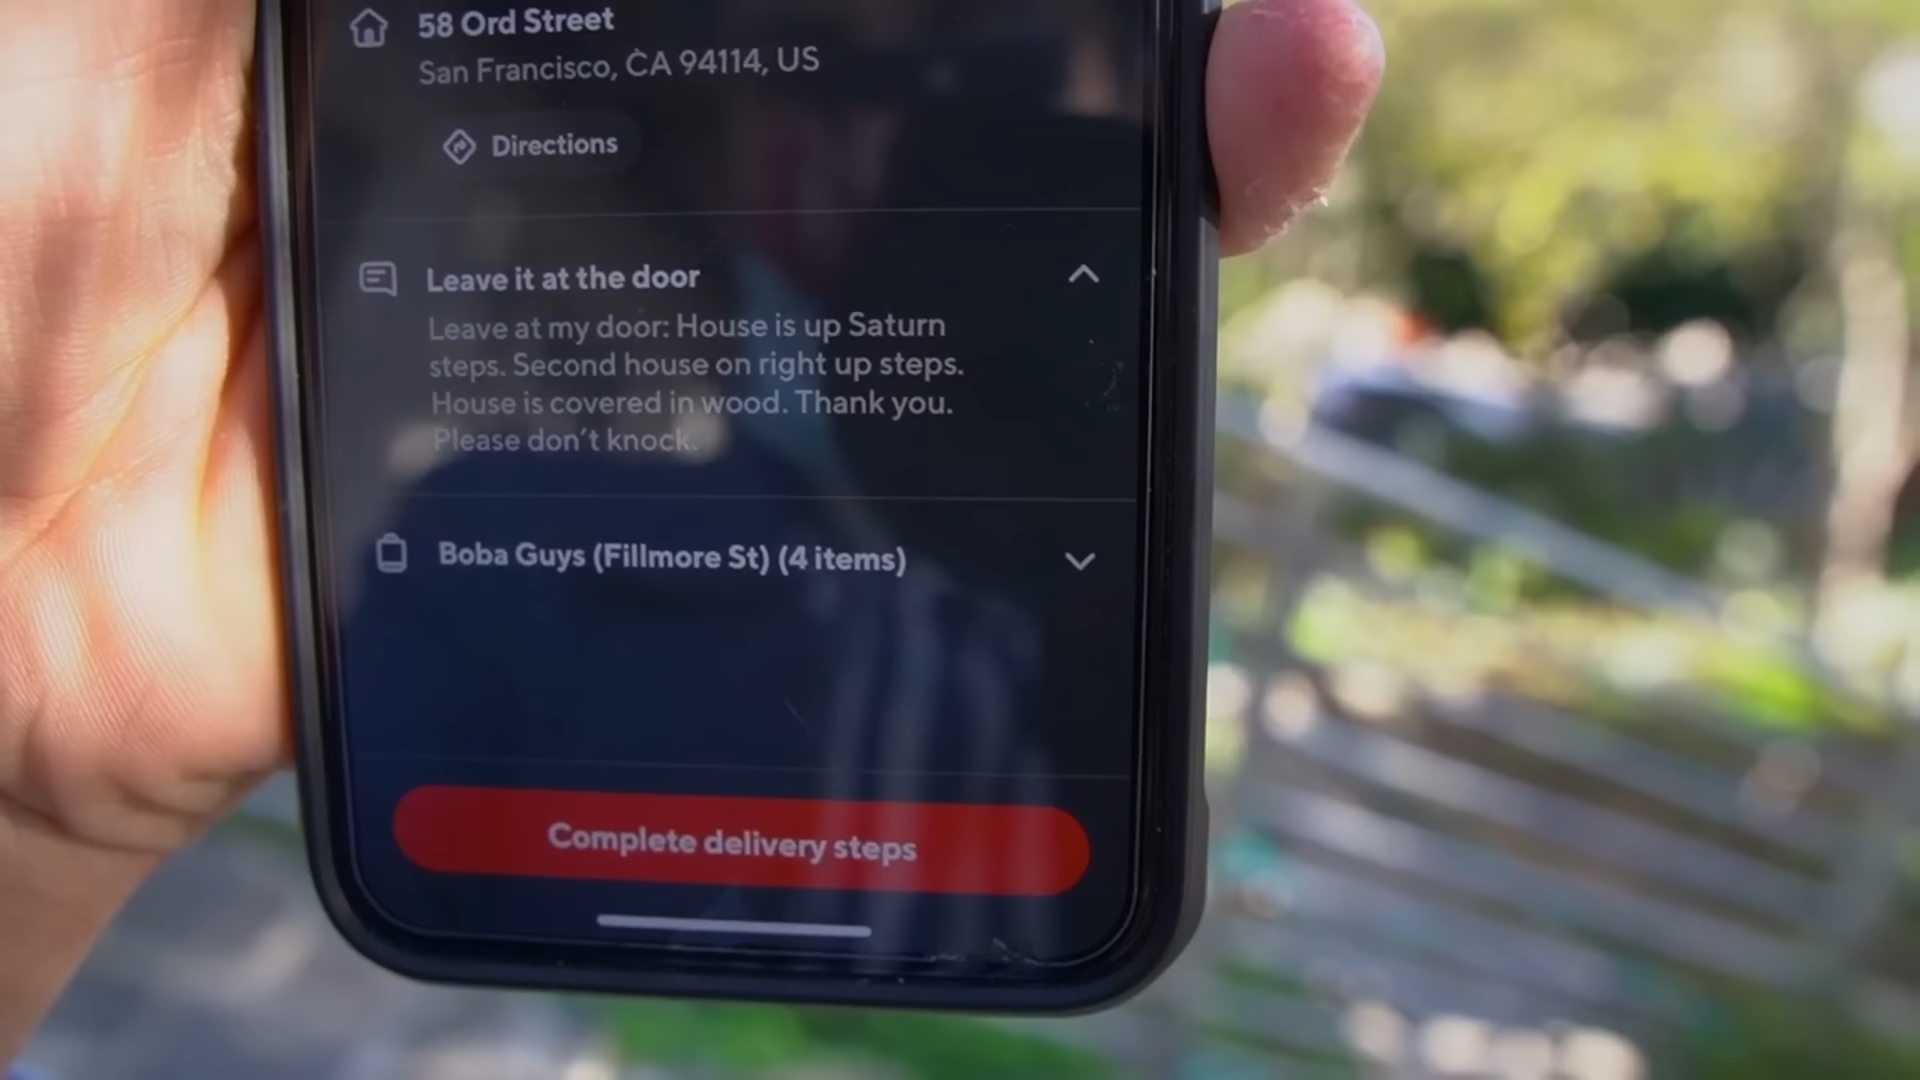 58 Ord Street
San Francisco, CA 94114, US
Directions
Leave it at the door
Leave at my door: House is up Saturn
steps. Second house on right up steps.
House is covered in wood. Thank you.
Please don't knock.
Boba Guys (Fillmore St) (4 items)
Complete delivery steps